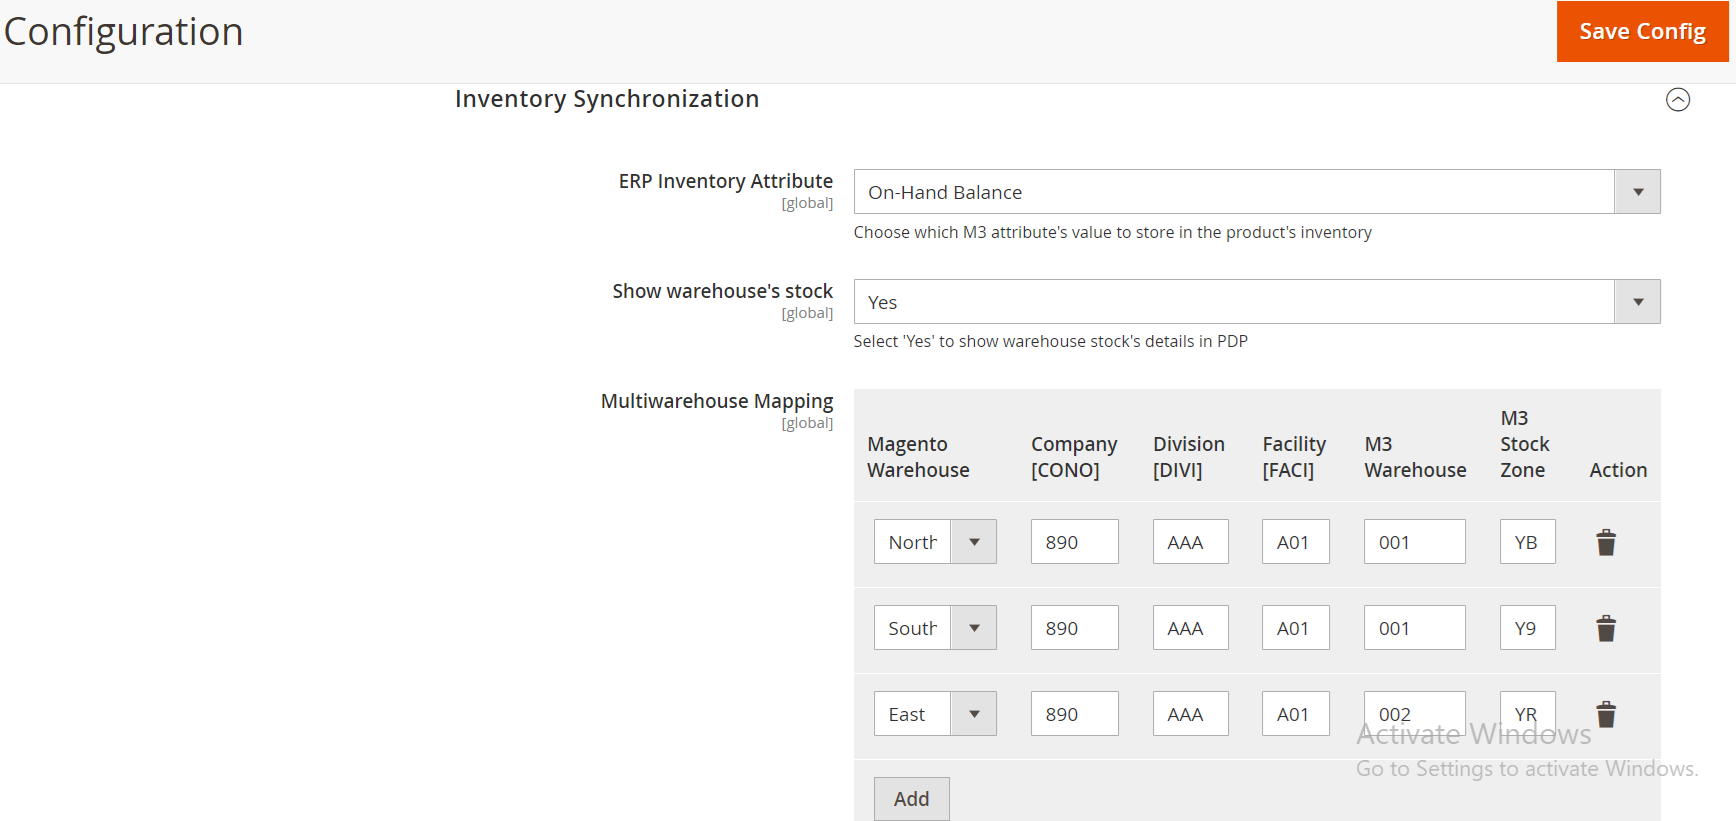 Configuration
Save Config
Inventory Synchronization
ERP Inventory Attribute
[global]
On-Hand Balance
Choose which M3 attribute's value to store in the product's inventory
Show warehouse's stock
[global]
Yes
Select 'Yes' to show warehouse stock's details in PDP
Multiwarehouse Mapping
[global]
Magento Warehouse
Company [CONO]
Division [DIVI]
Facility [FACI]
M3 Warehouse
M3 Stock Zone
Action
North 890 AAA A01 001 YB
South 890 AAA A01 001 Y9
East 890 AAA A01 002 YR
Activate Windows
Go to Settings to activate Windows.
Add